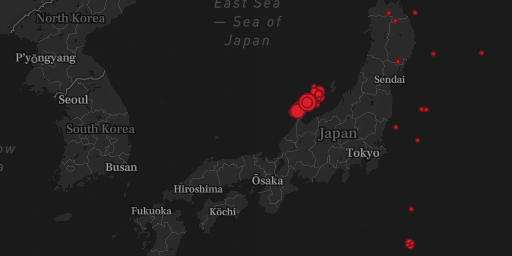 East Sea
— Sea of
Japan
North Korea
P'yŏngyang
Seoul
South Korea
Busan
Sendai
Japan
Tokyo
Ōsaka
Hiroshima
Fukuoka
Kōchi